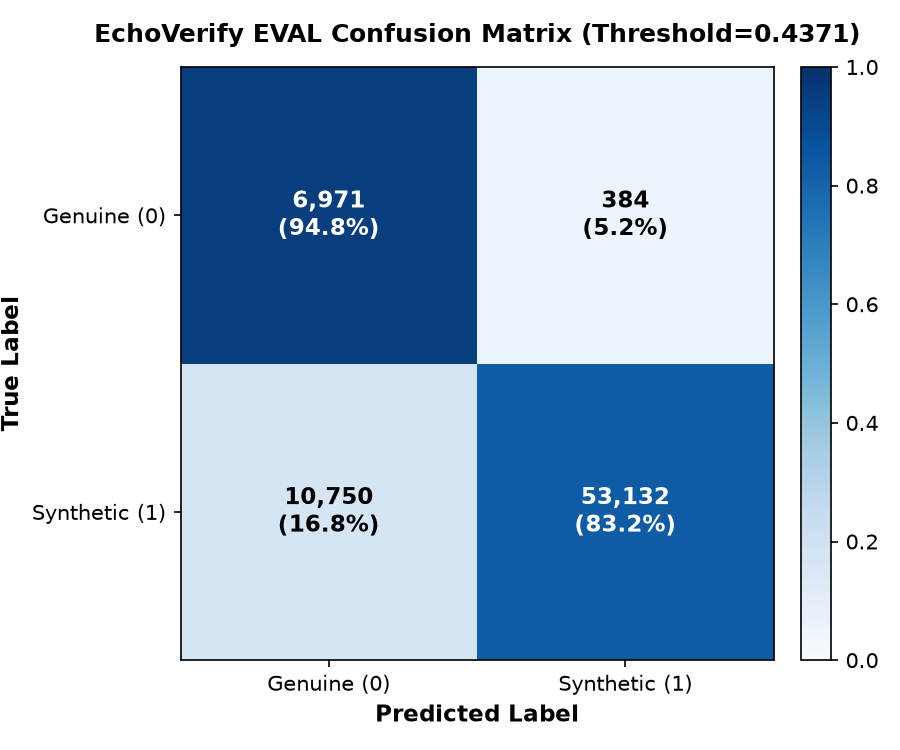 EchoVerify EVAL Confusion Matrix (Threshold=0.4371)
True Label
Genuine (0)
6,971
(94.8%)
384
(5.2%)
Synthetic (1)
10,750
(16.8%)
53,132
(83.2%)
Genuine (0)
Synthetic (1)
Predicted Label
1.0
0.8
0.6
0.4
0.2
0.0